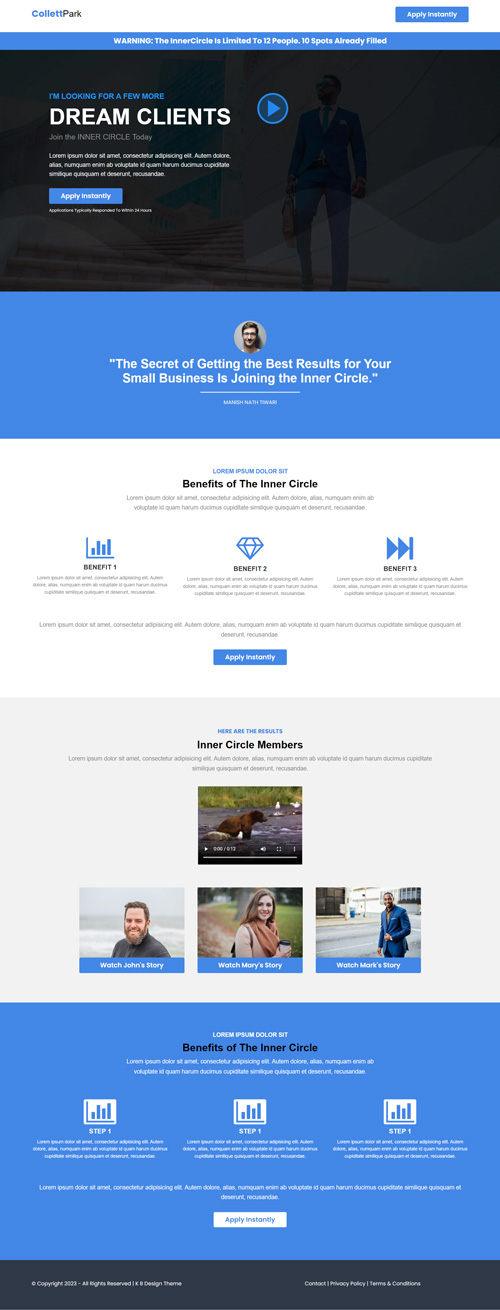 CollettPark
Apply Instantly
WARNING: The InnerCircle Is Limited To 12 People. 10 Spots Already Filled
I'M LOOKING FOR A FEW MORE
DREAM CLIENTS
Join the INNER CIRCLE Today
Lorem ipsum dolor sit amet, consectetur adipisicing elit. Autem dolore,
alias, numquam enim ab voluptate id quam harum ducimus cupiditate
similique quisquam et deserunt, recusandae.
Apply Instantly
Applications Typically Responded To Within 24 Hours
"The Secret of Getting the Best Results for Your
Small Business Is Joining the Inner Circle."
MANISH NATH TIWARI
LOREM IPSUM DOLOR SIT
Benefits of The Inner Circle
Lorem ipsum dolor sit amet, consectetur adipisicing elit. Autem dolore, alias, numquam enim ab
voluptate id quam harum ducimus cupiditate similique quisquam et deserunt, recusandae.
BENEFIT 1
Lorem ipsum dolor sit amet, consectetur adipisicing elit. Autem
dolore, alias, numquam enim ab voluptate id quam harum ducimus
cupiditate similique quisquam et deserunt, recusandae.
BENEFIT 2
Lorem ipsum dolor sit amet, consectetur adipisicing elit. Autem
dolore, alias, numquam enim ab voluptate id quam harum ducimus
cupiditate similique quisquam et deserunt, recusandae.
BENEFIT 3
Lorem ipsum dolor sit amet, consectetur adipisicing elit. Autem
dolore, alias, numquam enim ab voluptate id quam harum ducimus
cupiditate similique quisquam et deserunt, recusandae.
Lorem ipsum dolor sit amet, consectetur adipisicing elit. Autem dolore, alias, numquam enim ab voluptate id quam harum ducimus cupiditate similique quisquam et
deserunt, recusandae.
Apply Instantly
HERE ARE THE RESULTS
Inner Circle Members
Lorem ipsum dolor sit amet, consectetur adipisicing elit. Autem dolore, alias, numquam enim ab voluptate id quam harum ducimus cupiditate
similique quisquam et deserunt, recusandae.
0:00 / 0:13
Watch John's Story
Watch Mary's Story
Watch Mark's Story
LOREM IPSUM DOLOR SIT
Benefits of The Inner Circle
Lorem ipsum dolor sit amet, consectetur adipisicing elit. Autem dolore, alias, numquam enim ab
voluptate id quam harum ducimus cupiditate similique quisquam et deserunt, recusandae.
STEP 1
Lorem ipsum dolor sit amet, consectetur adipisicing elit. Autem
dolore, alias, numquam enim ab voluptate id quam harum ducimus
cupiditate similique quisquam et deserunt, recusandae.
STEP 1
Lorem ipsum dolor sit amet, consectetur adipisicing elit. Autem
dolore, alias, numquam enim ab voluptate id quam harum ducimus
cupiditate similique quisquam et deserunt, recusandae.
STEP 1
Lorem ipsum dolor sit amet, consectetur adipisicing elit. Autem
dolore, alias, numquam enim ab voluptate id quam harum ducimus
cupiditate similique quisquam et deserunt, recusandae.
Lorem ipsum dolor sit amet, consectetur adipisicing elit. Autem dolore, alias, numquam enim ab voluptate id quam harum ducimus cupiditate similique quisquam et
deserunt, recusandae.
Apply Instantly
© Copyright 2023 - All Rights Reserved | K B Design Theme
Contact | Privacy Policy | Terms & Conditions